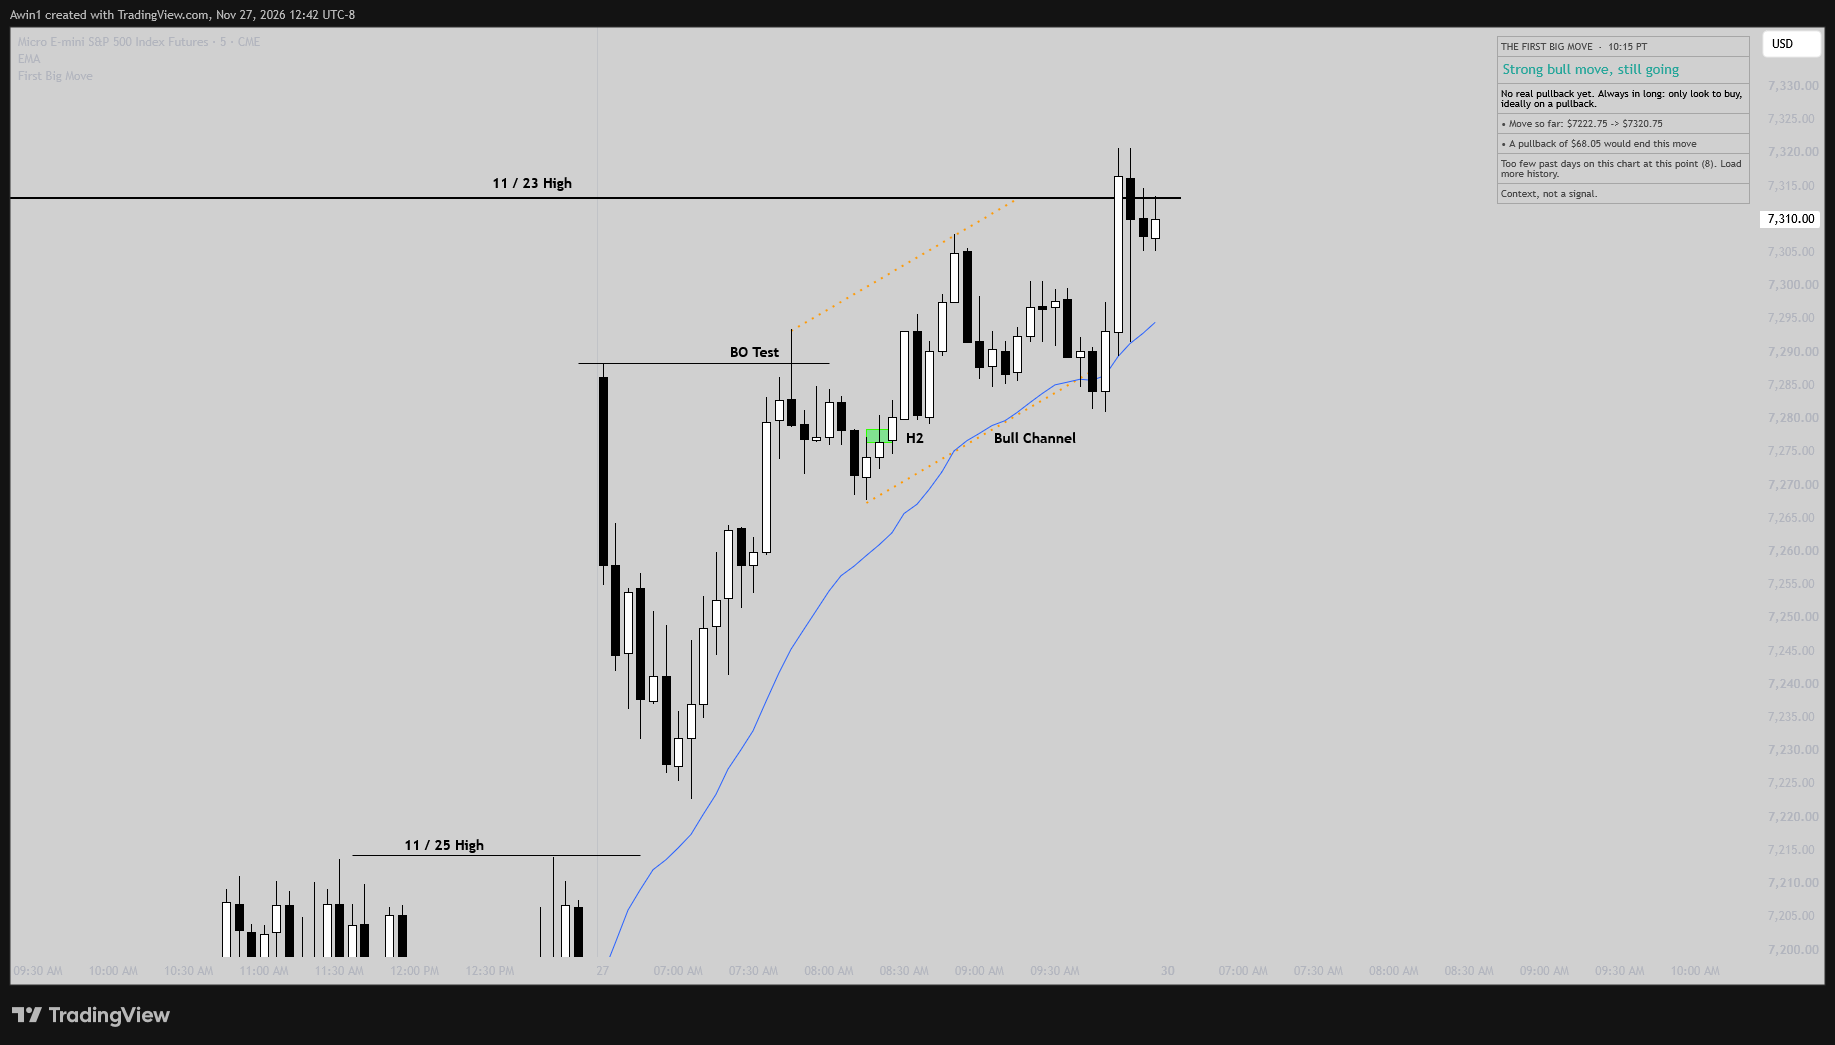 Awin1 created with TradingView.com, Nov 27, 2026 12:42 UTC-8
Micro E-mini S&P 500 Index Futures · 5 · CME
EMA
First Big Move
THE FIRST BIG MOVE - 10:15 PT
Strong bull move, still going
No real pullback yet. Always in long: only look to buy,
ideally on a pullback.
• Move so far: $7222.75 -> $7320.75
• A pullback of $68.05 would end this move
Too few past days on this chart at this point (8). Load
more history.
Context, not a signal.
USD
7,330.00
7,325.00
7,320.00
7,315.00
7,310.00
7,305.00
7,300.00
7,295.00
7,290.00
7,285.00
7,280.00
7,275.00
7,270.00
7,265.00
7,260.00
7,255.00
7,250.00
7,245.00
7,240.00
7,235.00
7,230.00
7,225.00
7,220.00
7,215.00
7,210.00
7,205.00
7,200.00
11 / 23 High
BO Test
H2
Bull Channel
11 / 25 High
09:30 AM 10:00 AM 10:30 AM 11:00 AM 11:30 AM 12:00 PM 12:30 PM 27 07:00 AM 07:30 AM 08:00 AM 08:30 AM 09:00 AM 09:30 AM 30 07:00 AM 07:30 AM 08:00 AM 08:30 AM 09:00 AM 09:30 AM 10:00 AM
TradingView